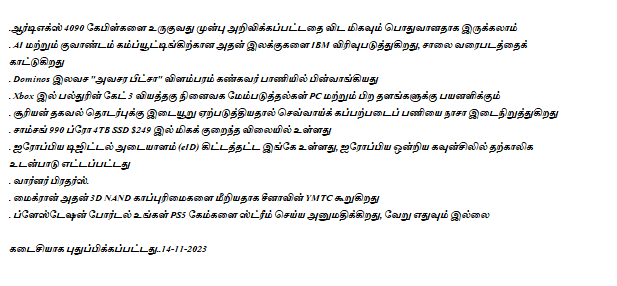 .ஆர்டிஎக்ஸ் 4090 கேபிள்களை உருகுவது முன்பு அறிவிக்கப்பட்டதை விட மிகவும் பொதுவானதாக இருக்கலாம்
. AI மற்றும் குவாண்டம் கம்ப்யூட்டிங்கிற்கான அதன் இலக்குகளை IBM விரிவுபடுத்துகிறது, சாலை வரைபடத்தைக்
காட்டுகிறது
. Dominos இலவச "அவசர பிட்சா" விளம்பரம் கண்கவர் பாணியில் பின்வாங்கியது
. Xbox இல் பல்துரின் கேட் 3 வியத்தகு நினைவக மேம்படுத்தல்கள் PC மற்றும் பிற தளங்களுக்கு பயனளிக்கும்
. சூரியன் தகவல் தொடர்புக்கு இடையூறு ஏற்படுத்தியதால் செவ்வாய்க் கப்பற்படைப் பணியை நாசா இடைநிறுத்துகிறது
. சாம்சங் 990 ப்ரோ 4TB SSD $249 இல் மிகக் குறைந்த விலையில் உள்ளது
. ஐரோப்பிய டிஜிட்டல் அடையாளம் (eID) கிட்டத்தட்ட இங்கே உள்ளது, ஐரோப்பிய ஒன்றிய கவுன்சிலில் தற்காலிக
உடன்பாடு எட்டப்பட்டது
. வார்னர் பிரதர்ஸ்.
. மைக்ரான் அதன் 3D NAND காப்புரிமைகளை மீறியதாக சீனாவின் YMTC கூறுகிறது
. ப்ளேஸ்டேஷன் போர்டல் உங்கள் PS5 கேம்களை ஸ்ட்ரீம் செய்ய அனுமதிக்கிறது, வேறு எதுவும் இல்லை
கடைசியாக புதுப்பிக்கப்பட்டது..14-11-2023